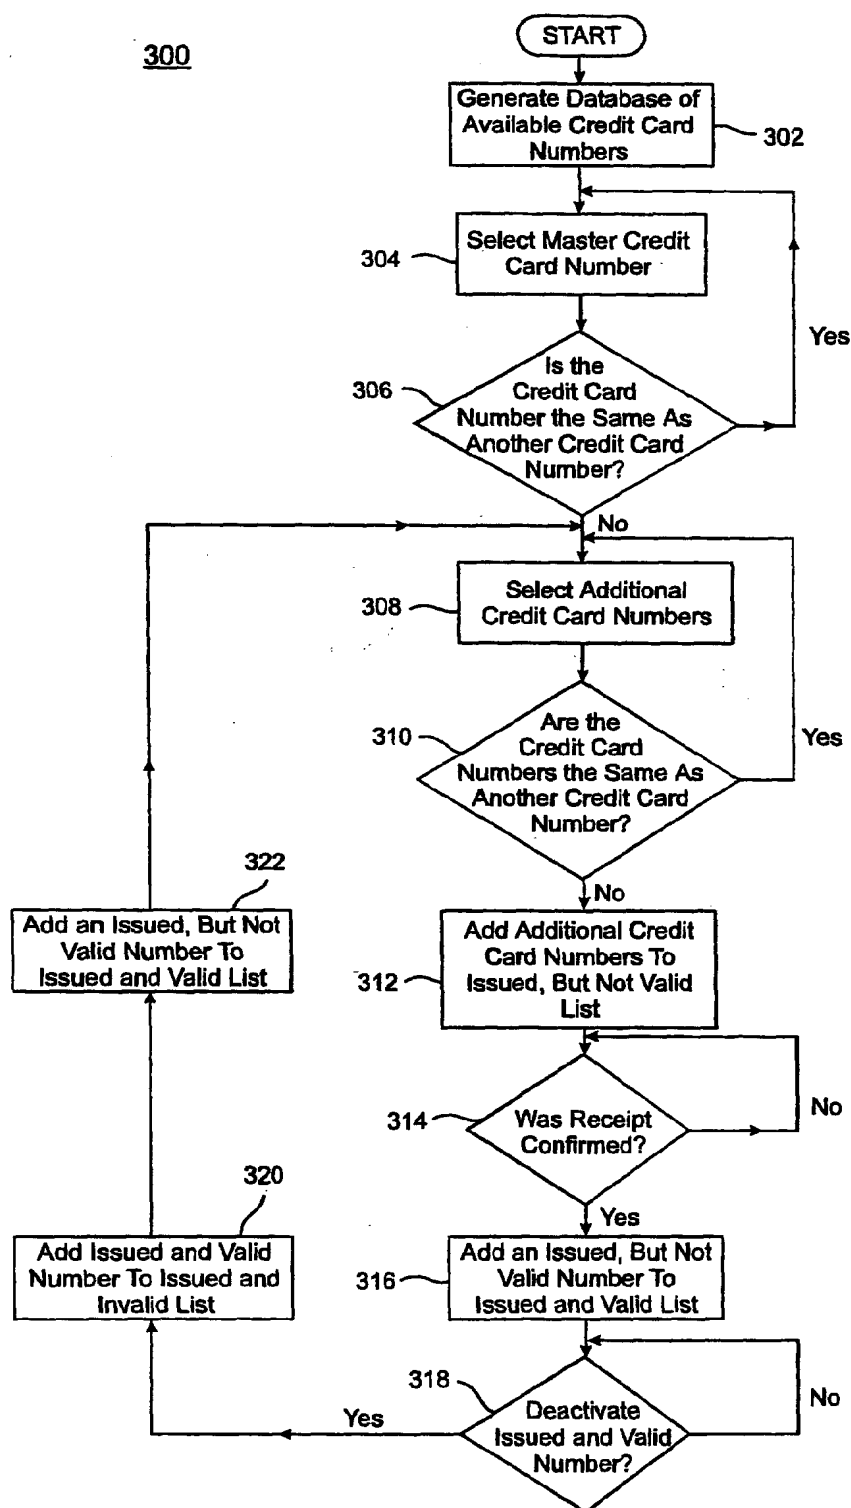 300
START
Generate Database of
Available Credit Card
Numbers
302
304
Select Master Credit
Card Number
Yes
306
Is the
Credit Card
Number the Same As
Another Credit Card
Number?
No
308
Select Additional
Credit Card Numbers
310
Are the
Credit Card
Numbers the Same As
Another Credit Card
Number?
Yes
No
322
Add an Issued, But Not
Valid Number To
Issued and Valid List
312
Add Additional Credit
Card Numbers To
Issued, But Not Valid
List
314
Was Receipt
Confirmed?
No
Yes
320
Add Issued and Valid
Number To Issued and
Invalid List
316
Add an Issued, But Not
Valid Number To
Issued and Valid List
318
Deactivate
Issued and Valid
Number?
No
Yes